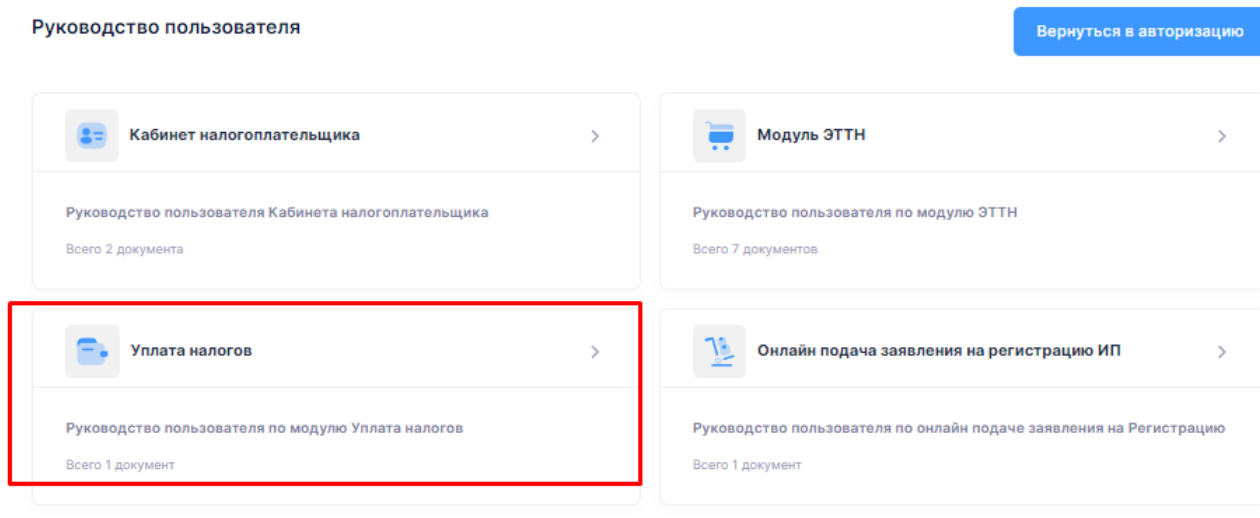 Руководство пользователя
Вернуться в авторизацию
Кабинет налогоплательщика
Руководство пользователя Кабинета налогоплательщика
Всего 2 документа
Модуль ЭТТН
Руководство пользователя по модулю ЭТТН
Всего 7 документов
Уплата налогов
Руководство пользователя по модулю Уплата налогов
Всего 1 документ
Онлайн подача заявления на регистрацию ИП
Руководство пользователя по онлайн подаче заявления на Регистрацию
Всего 1 документ